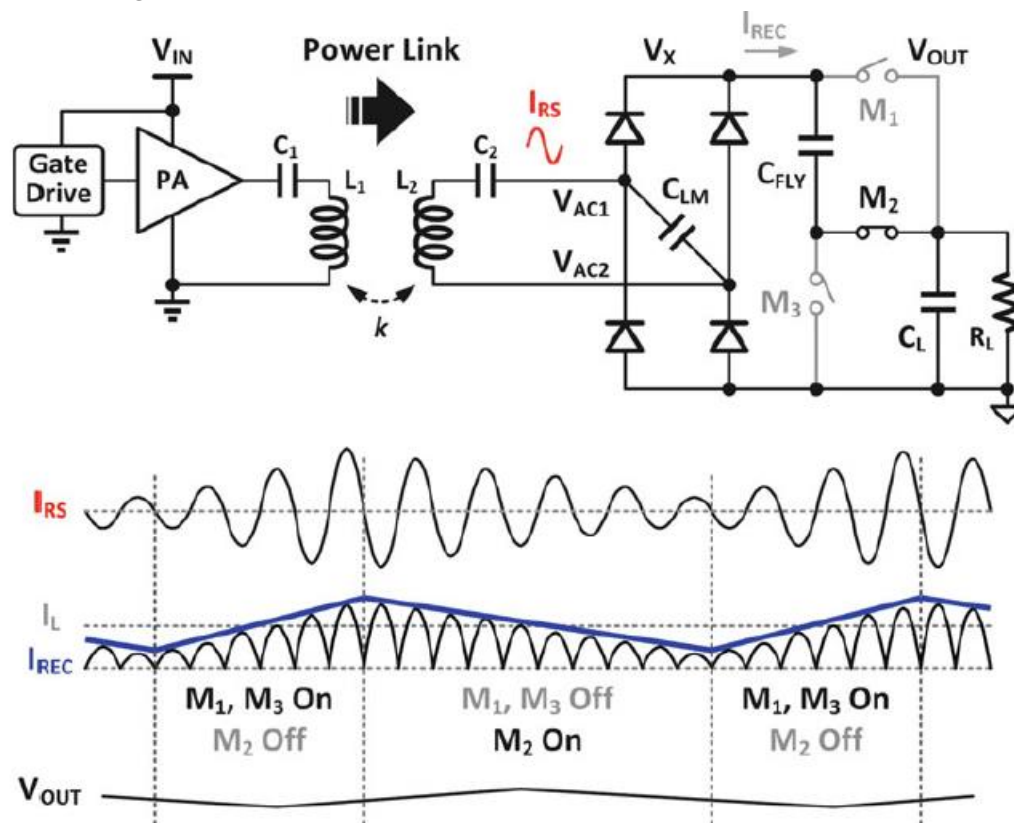 V_IN
Power Link
I_REC
V_X
V_OUT
I_RS
M_1
Gate
Drive
PA
C_1
L_1
L_2
C_2
C_FLY
C_LM
M_2
V_AC1
V_AC2
M_3
k
C_L
R_L
I_RS
I_L
I_REC
M_1, M_3 On
M_1, M_3 Off
M_1, M_3 On
M_2 Off
M_2 On
M_2 Off
V_OUT